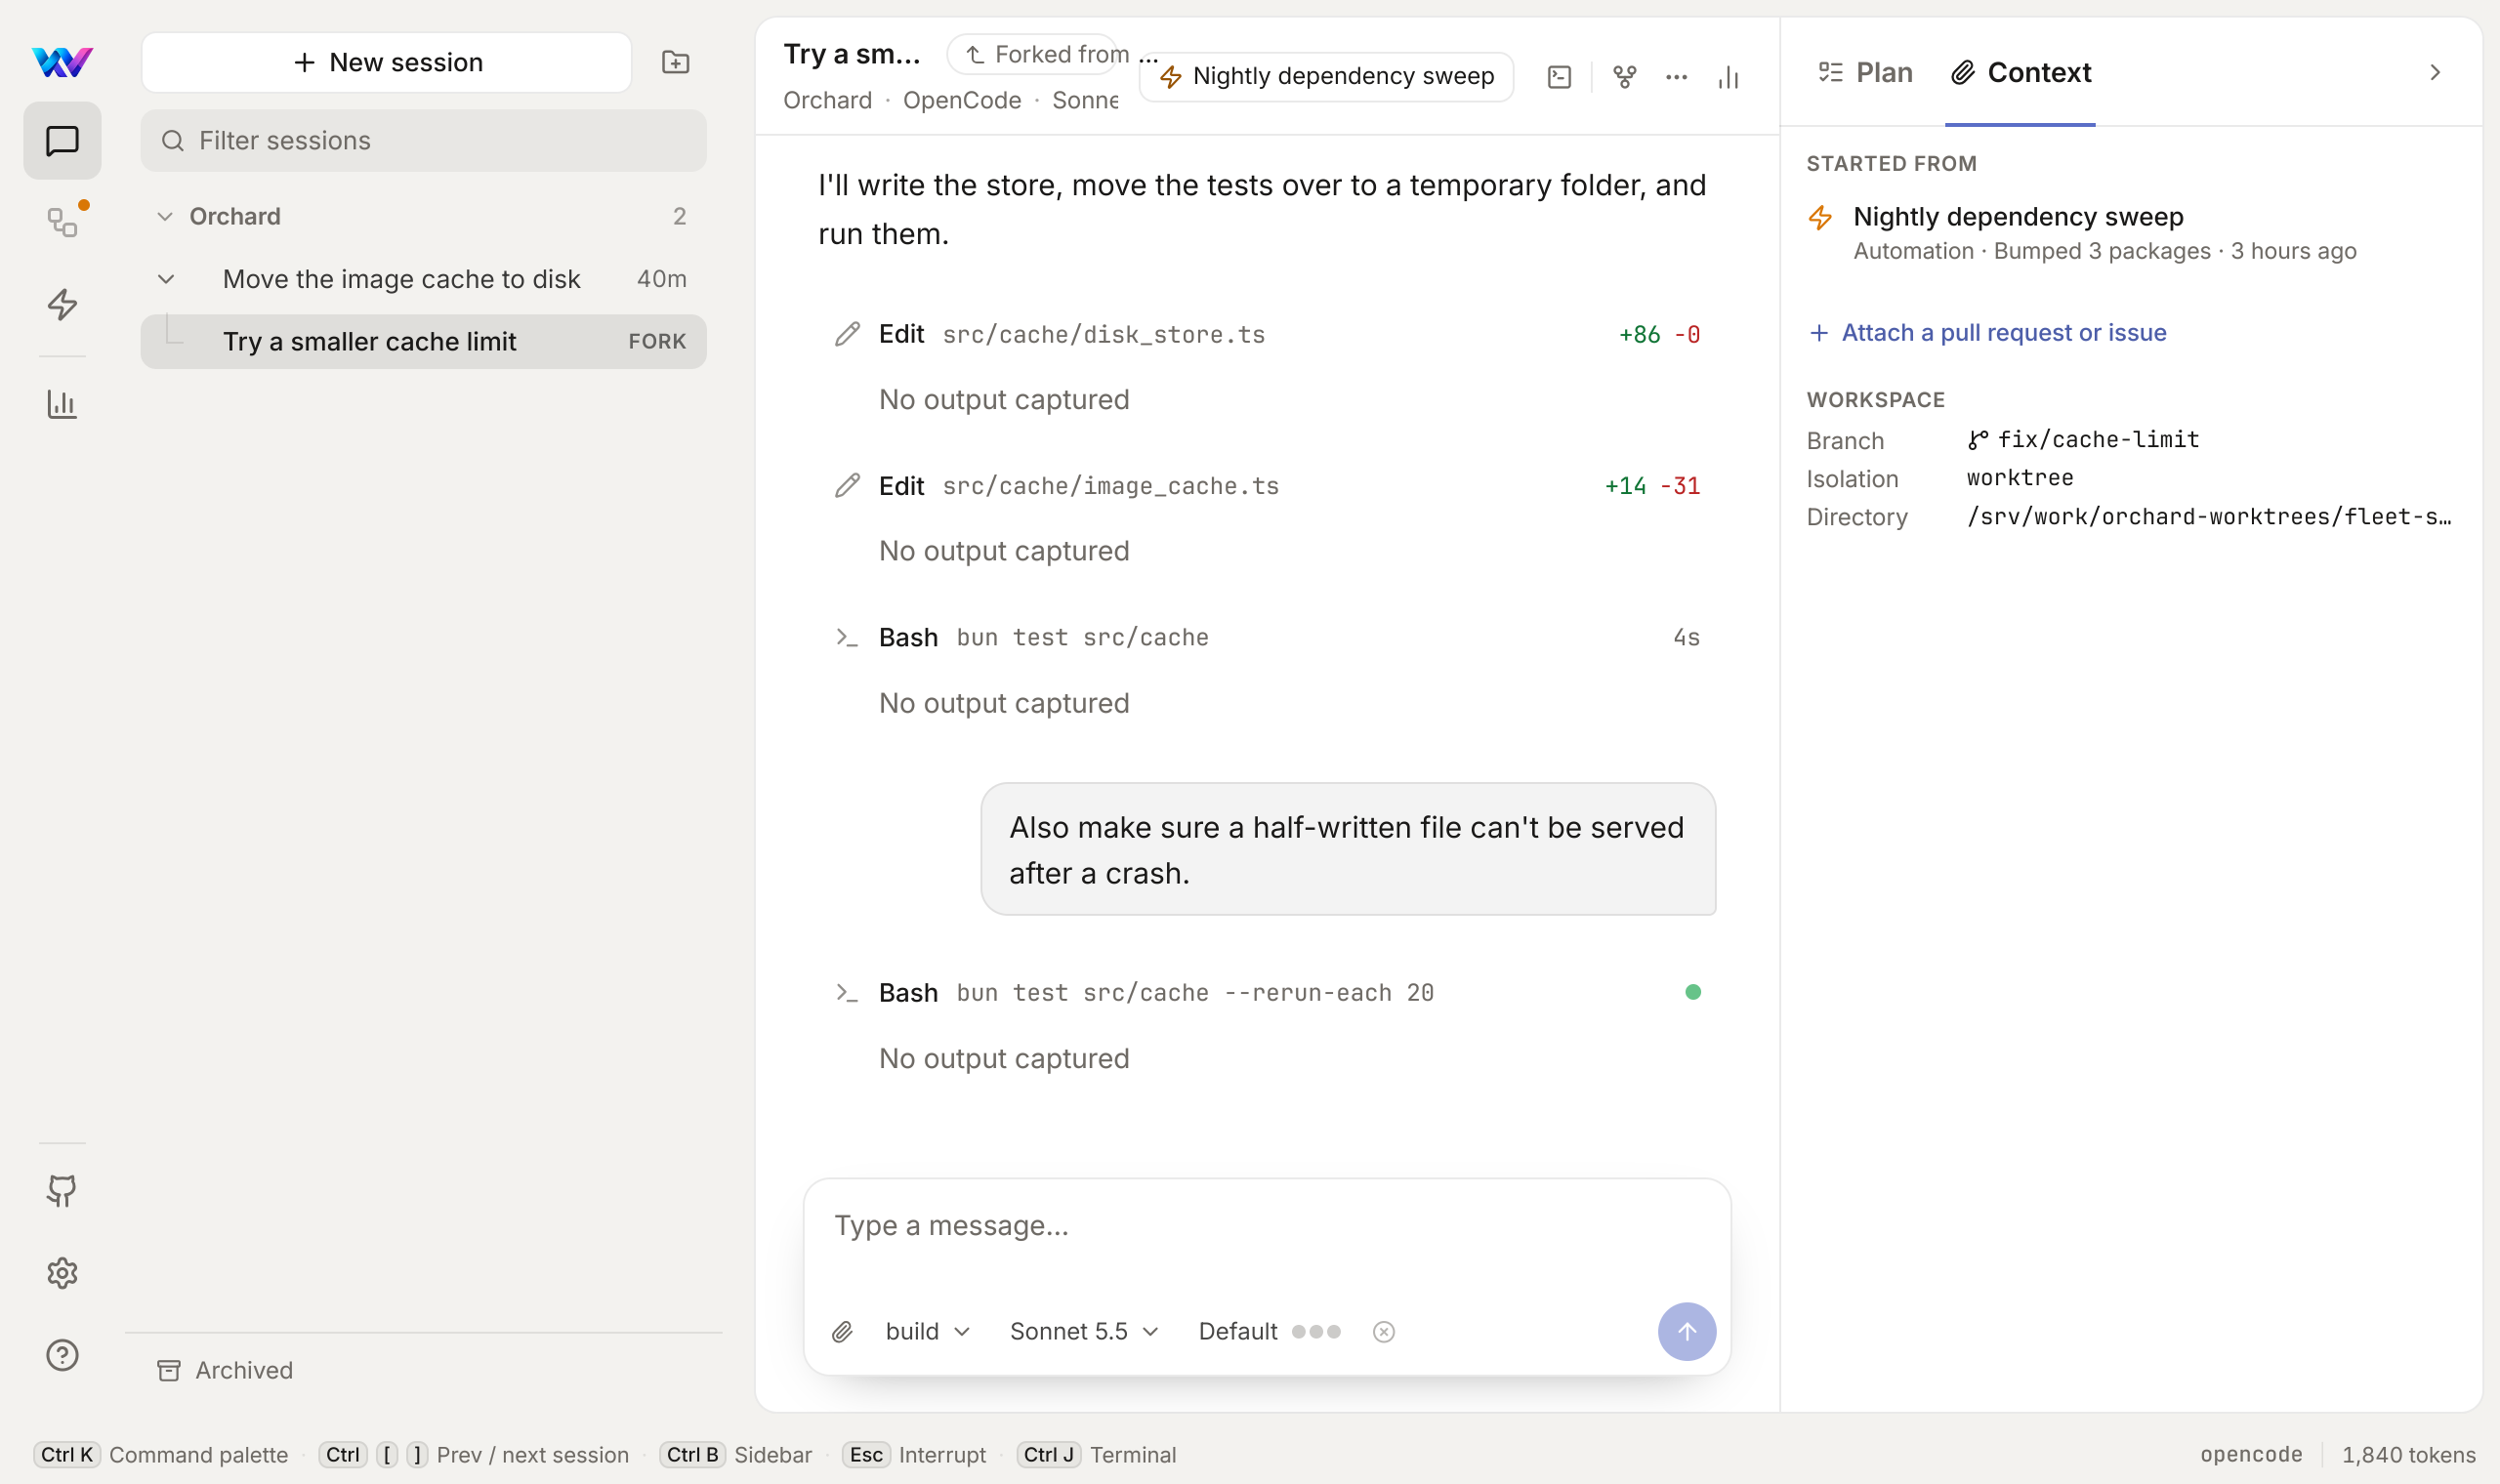 New session
Filter sessions
Orchard 2
Move the image cache to disk 40m
Try a smaller cache limit FORK
Archived
Try a sm... Forked from ...
Orchard · OpenCode · Sonne
Nightly dependency sweep
I'll write the store, move the tests over to a temporary folder, and
run them.
Edit src/cache/disk_store.ts +86 -0
No output captured
Edit src/cache/image_cache.ts +14 -31
No output captured
Bash bun test src/cache 4s
No output captured
Also make sure a half-written file can't be served
after a crash.
Bash bun test src/cache --rerun-each 20
No output captured
Type a message...
build Sonnet 5.5 Default
Plan Context
STARTED FROM
Nightly dependency sweep
Automation · Bumped 3 packages · 3 hours ago
+ Attach a pull request or issue
WORKSPACE
Branch fix/cache-limit
Isolation worktree
Directory /srv/work/orchard-worktrees/fleet-s…
Ctrl K Command palette · Ctrl [ ] Prev / next session · Ctrl B Sidebar · Esc Interrupt · Ctrl J Terminal
opencode 1,840 tokens